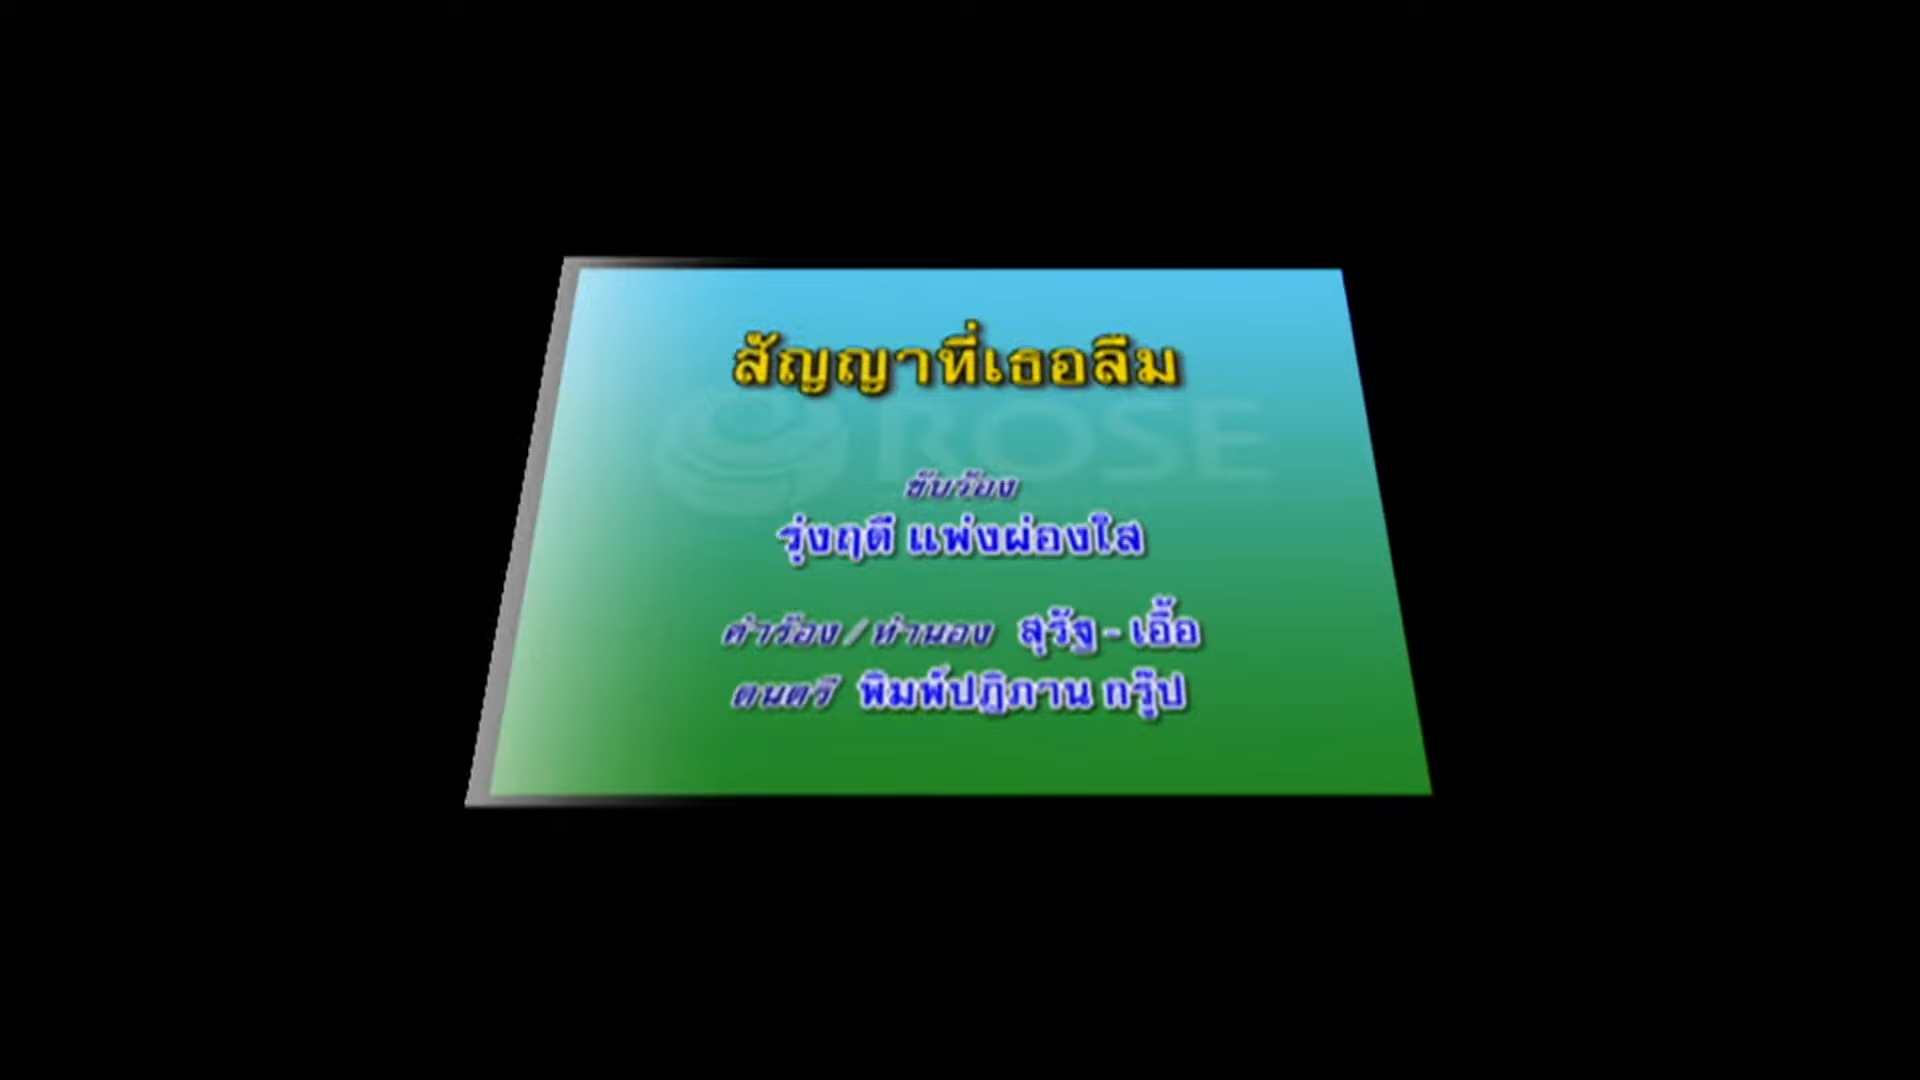 สัญญาที่เธอลืม
ROSE
ขับร้อง
รุ่งฤดี แพ่งผ่องใส
คำร้อง / ทำนอง สุรัฐ - เอื้อ
ดนตรี พิมพ์ปฏิภาน กรุ๊ป